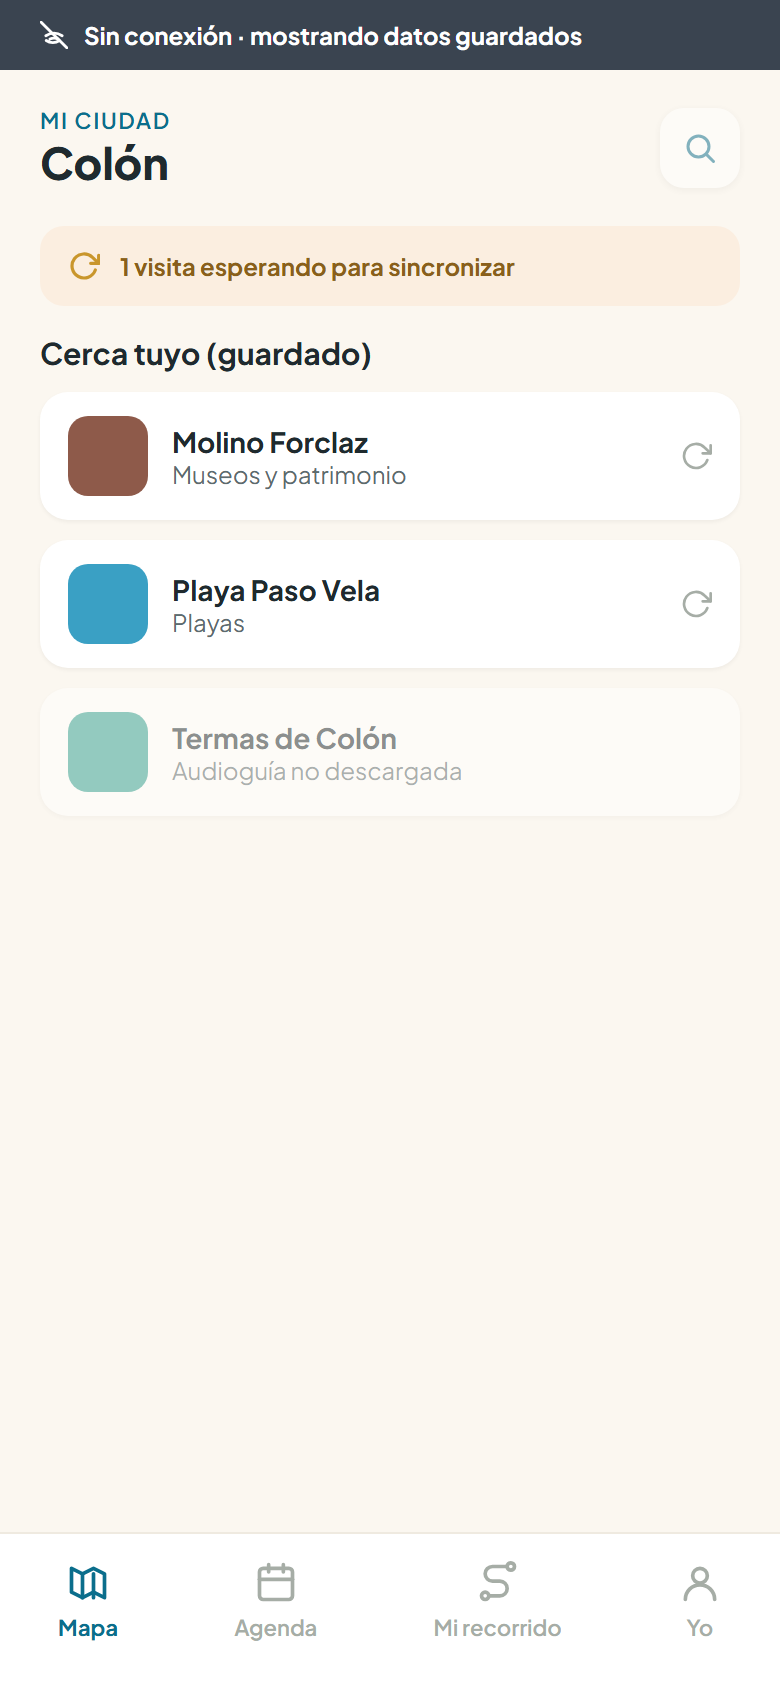 Sin conexión · mostrando datos guardados
MI CIUDAD
Colón
1 visita esperando para sincronizar
Cerca tuyo (guardado)
Molino Forclaz
Museos y patrimonio
Playa Paso Vela
Playas
Termas de Colón
Audioguía no descargada
Mapa
Agenda
Mi recorrido
Yo